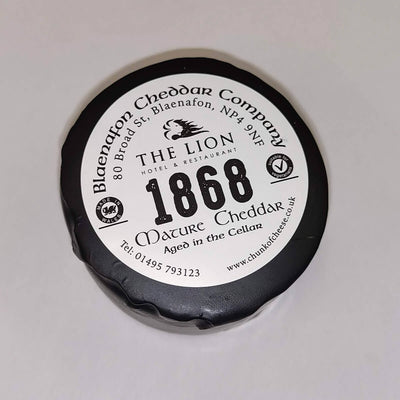 Blaenafon Cheddar Company
80 Broad St, Blaenafon, NP4 9NF
THE LION
HOTEL & RESTAURANT
1868
Mature Cheddar
Aged in the Cellar
Tel: 01495 793123
www.chunkofcheese.co.uk